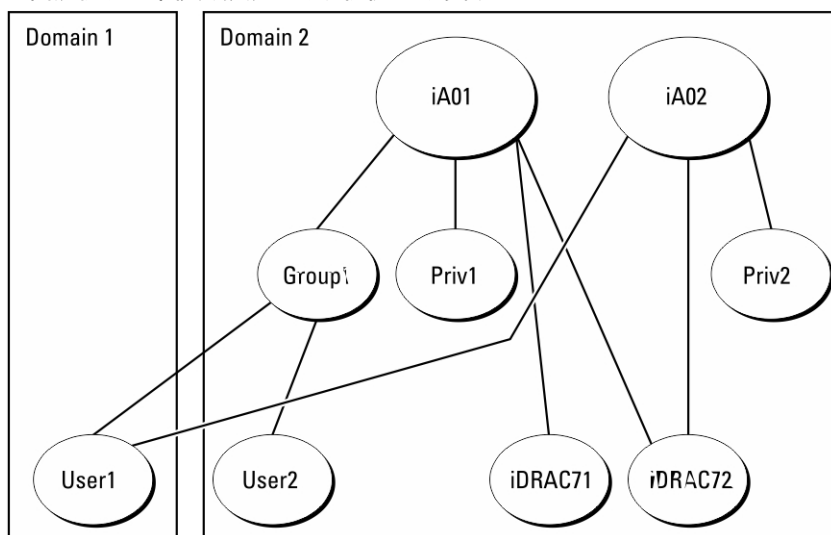 Domain 1
Domain 2
iA01
iA02
Group1
Priv1
Priv2
User1
User2
iDRAC71
iDRAC72